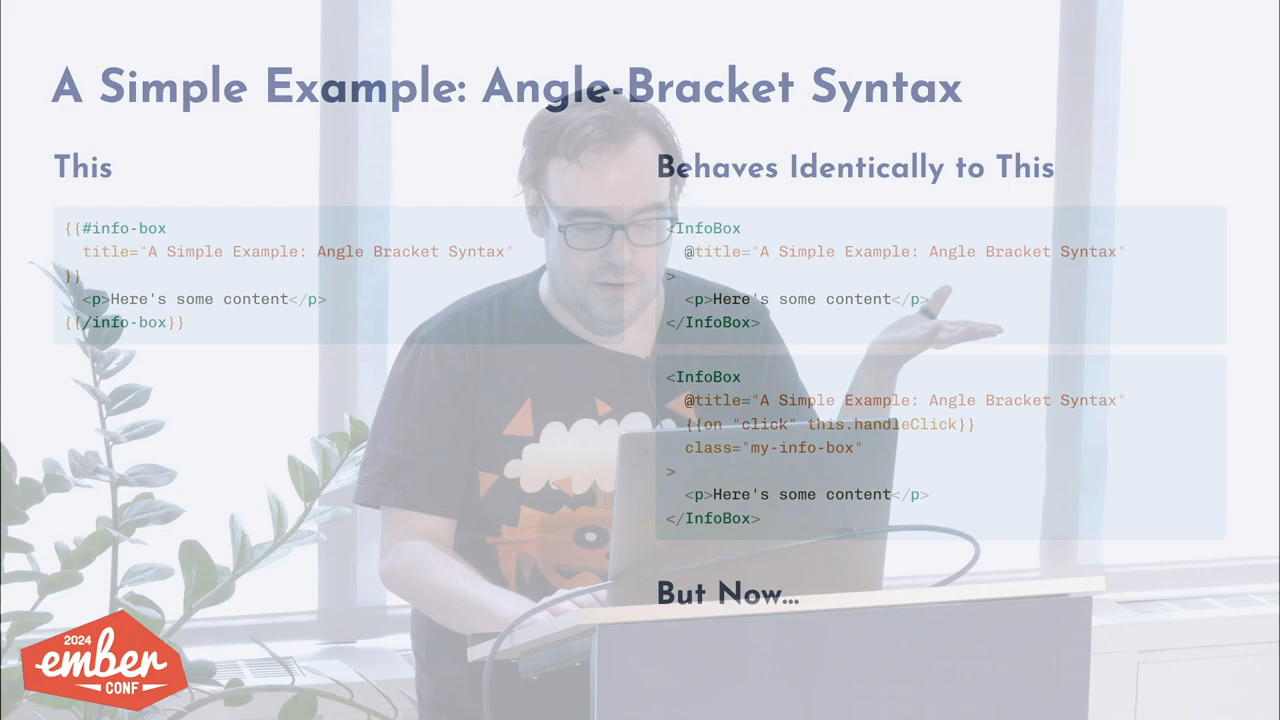 A Simple Example: Angle-Bracket Syntax
This
{{#info-box
title="A Simple Example: Angle Bracket Syntax"
}}
<p>Here's some content</p>
{{/info-box}}
Behaves Identically to This
<InfoBox
@title="A Simple Example: Angle Bracket Syntax"
>
<p>Here's some content</p>
</InfoBox>
<InfoBox
@title="A Simple Example: Angle Bracket Syntax"
{{on "click" this.handleClick}}
class="my-info-box"
>
<p>Here's some content</p>
</InfoBox>
But Now...
2024
ember
CONF